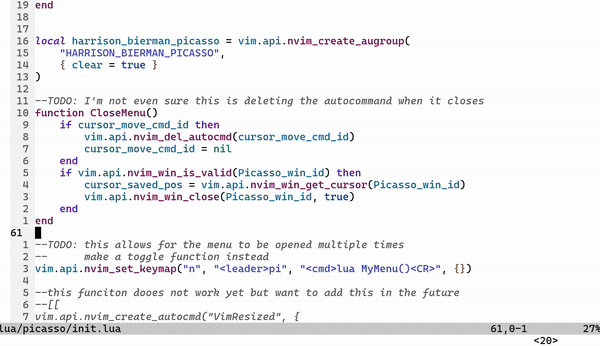 19 end
18
17
16 local harrison_bierman_picasso = vim.api.nvim_create_augroup(
15     "HARRISON_BIERMAN_PICASSO",
14     { clear = true }
13 )
12
11 --TODO: I'm not even sure this is deleting the autocommand when it closes
10 function CloseMenu()
9     if cursor_move_cmd_id then
8         vim.api.nvim_del_autocmd(cursor_move_cmd_id)
7         cursor_move_cmd_id = nil
6     end
5     if vim.api.nvim_win_is_valid(Picasso_win_id) then
4         cursor_saved_pos = vim.api.nvim_win_get_cursor(Picasso_win_id)
3         vim.api.nvim_win_close(Picasso_win_id, true)
2     end
1 end
61
1 --TODO: this allows for the menu to be opened multiple times
2 --      make a toggle function instead
3 vim.api.nvim_set_keymap("n", "<leader>pi", "<cmd>lua MyMenu()<CR>", {})
4
5 --this funciton dooes not work yet but want to add this in the future
6 --[[
7 vim.api.nvim_create_autocmd("VimResized", {
lua/picasso/init.lua 61,0-1 27%
<20>